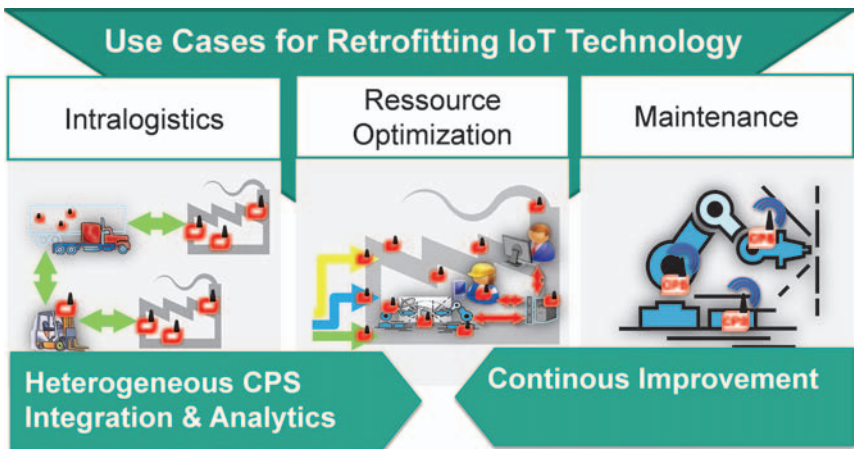 Use Cases for Retrofitting IoT Technology
Intralogistics
Ressource
Optimization
Maintenance
CPS
CPS
CPS
Heterogeneous CPS
Integration & Analytics
Continous Improvement